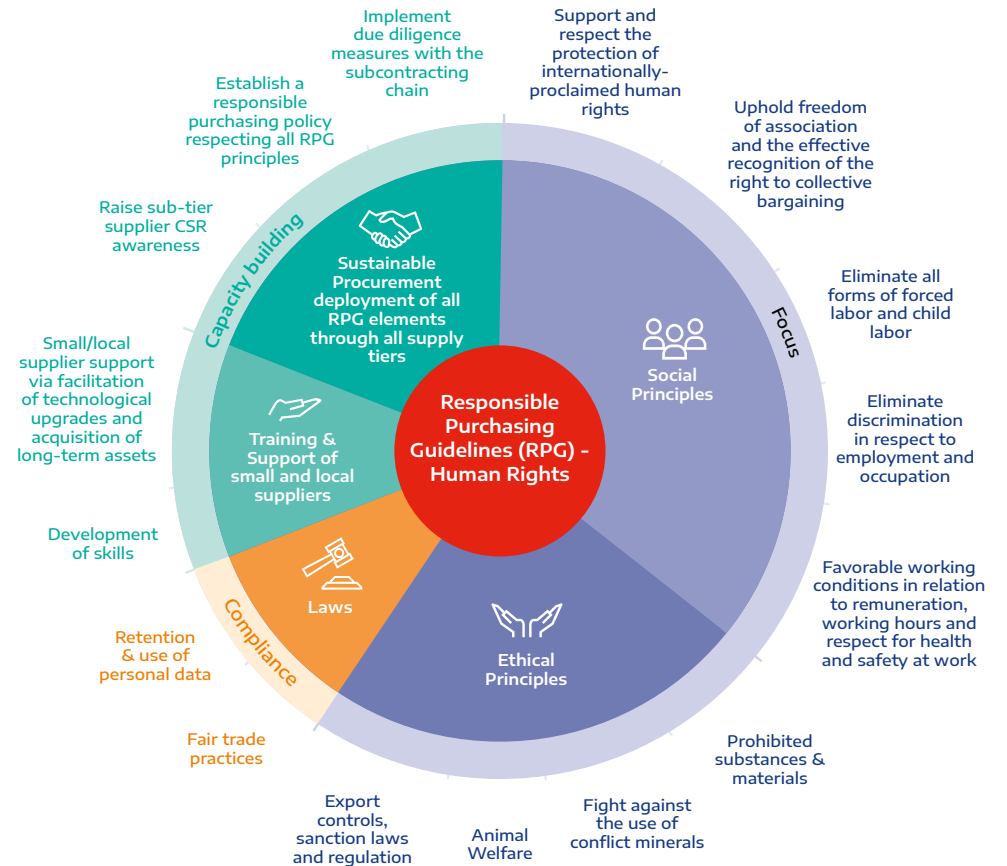 Implement
due diligence
measures with the
subcontracting
chain
Support and
respect the
protection of
internationally-
proclaimed human
rights
Establish a
responsible
purchasing policy
respecting all RPG
principles
Uphold freedom
of association
and the effective
recognition of the
right to collective
bargaining
Raise sub-tier
supplier CSR
awareness
Capacity building
Sustainable
Procurement
deployment of all
RPG elements
through all supply
tiers
Focus
Eliminate all
forms of forced
labor and child
labor
Social
Principles
Small/local
supplier support
via facilitation
of technological
upgrades and
acquisition of
long-term assets
Training &
Support of
small and local
suppliers
Responsible
Purchasing
Guidelines (RPG) -
Human Rights
Eliminate
discrimination
in respect to
employment and
occupation
Development
of skills
Laws
Compliance
Ethical
Principles
Favorable working
conditions in relation
to remuneration,
working hours and
respect for health
and safety at work
Retention
& use of
personal data
Fair trade
practices
Prohibited
substances &
materials
Export
controls,
sanction laws
and regulation
Animal
Welfare
Fight against
the use of
conflict minerals